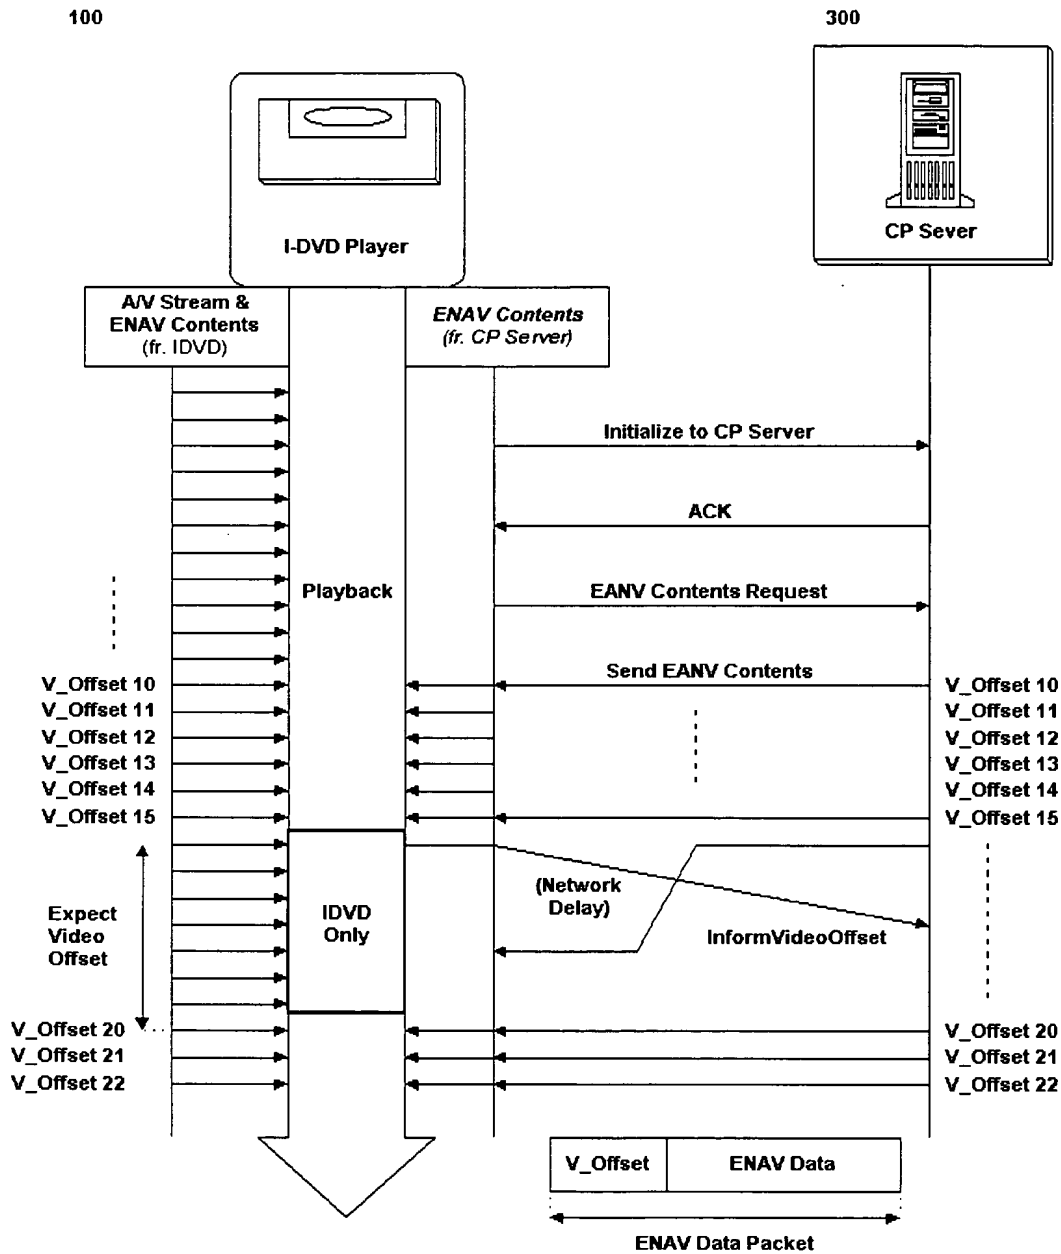 100
300
I-DVD Player
CP Sever
A/V Stream &
ENAV Contents
(fr. IDVD)
ENAV Contents
(fr. CP Server)
Initialize to CP Server
ACK
Playback
EANV Contents Request
Send EANV Contents
V_Offset 10
V_Offset 11
V_Offset 12
V_Offset 13
V_Offset 14
V_Offset 15
V_Offset 10
V_Offset 11
V_Offset 12
V_Offset 13
V_Offset 14
V_Offset 15
Expect
Video
Offset
IDVD
Only
(Network
Delay)
InformVideoOffset
V_Offset 20
V_Offset 21
V_Offset 22
V_Offset 20
V_Offset 21
V_Offset 22
V_Offset
ENAV Data
ENAV Data Packet